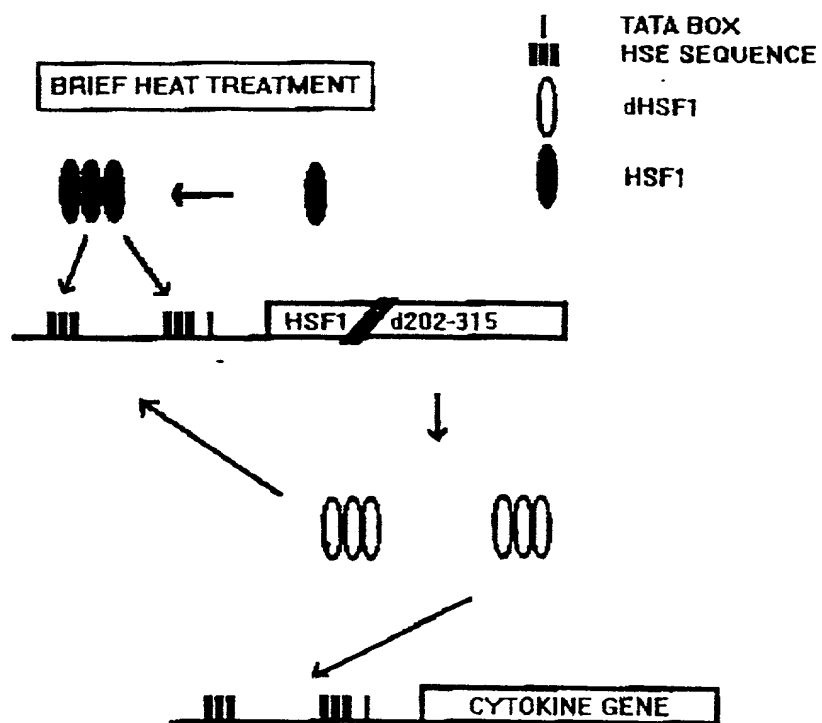 TATA BOX
HSE SEQUENCE
BRIEF HEAT TREATMENT
dHSF1
HSF1
HSF1 d202-315
CYTOKINE GENE